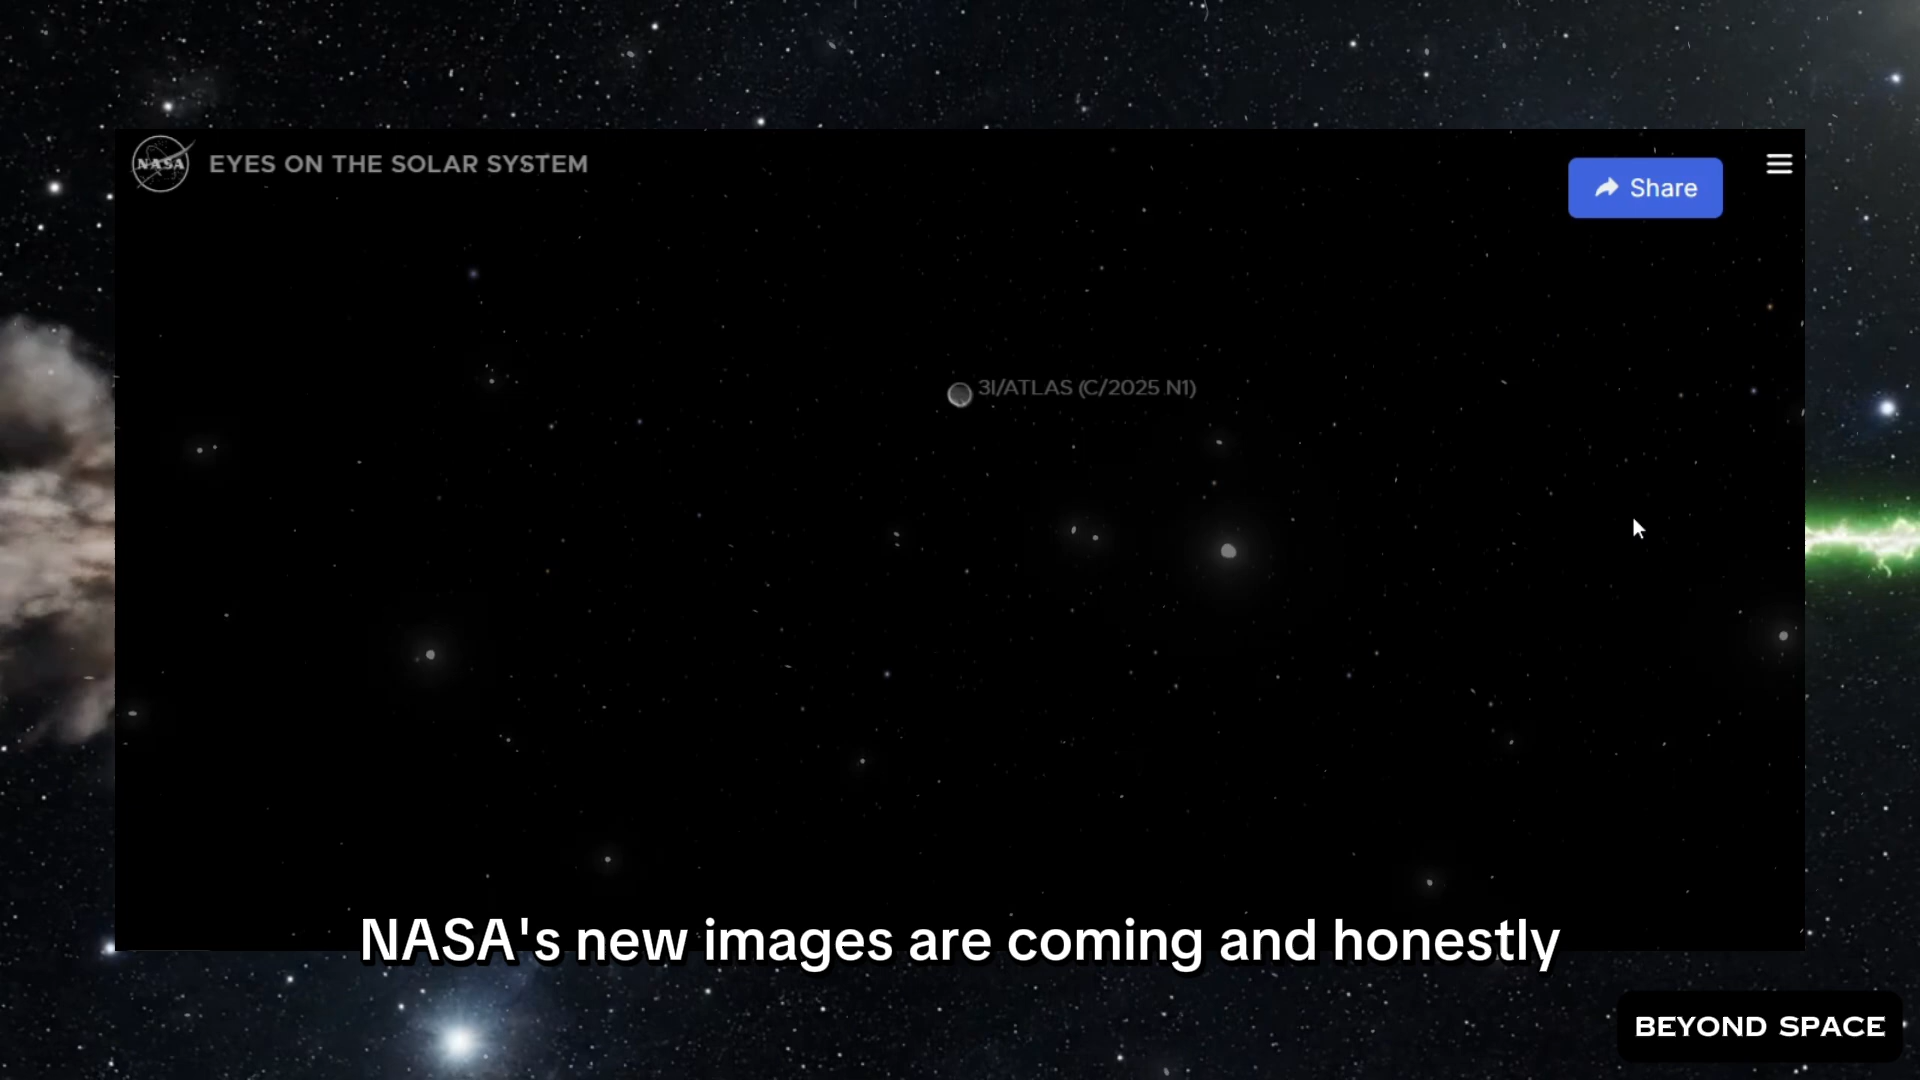 NASA
EYES ON THE SOLAR SYSTEM
Share
3I/ATLAS (C/2025 N1)
NASA's new images are coming and honestly
BEYOND SPACE